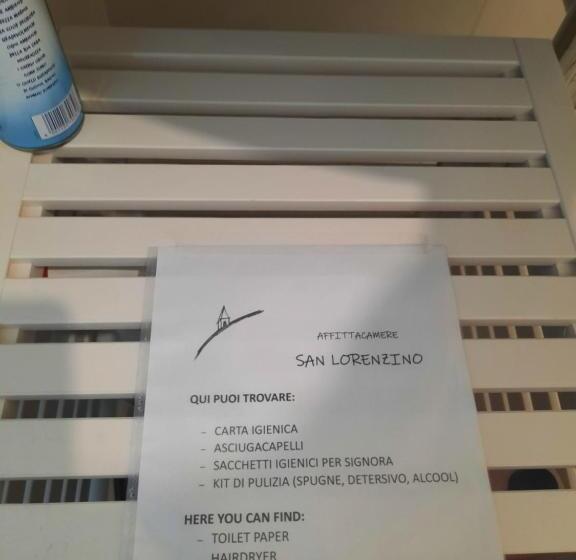 AFFITTACAMERE
SAN LORENZINO
QUI PUOI TROVARE:
- CARTA IGIENICA
- ASCIUGACAPELLI
- SACCHETTI IGIENICI PER SIGNORA
- KIT DI PULIZIA (SPUGNE, DETERSIVO, ALCOOL)
HERE YOU CAN FIND:
- TOILET PAPER
HAIRDRYER